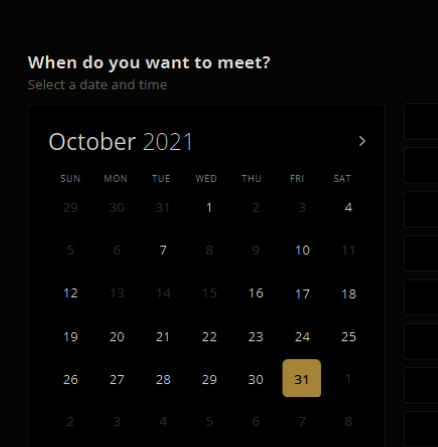 When do you want to meet?
Select a date and time
October 2021
SUN MON TUE WED THU FRI SAT
29 30 31 1 2 3 4
5 6 7 8 9 10 11
12 13 14 15 16 17 18
19 20 21 22 23 24 25
26 27 28 29 30 31 1
2 3 4 5 6 7 8